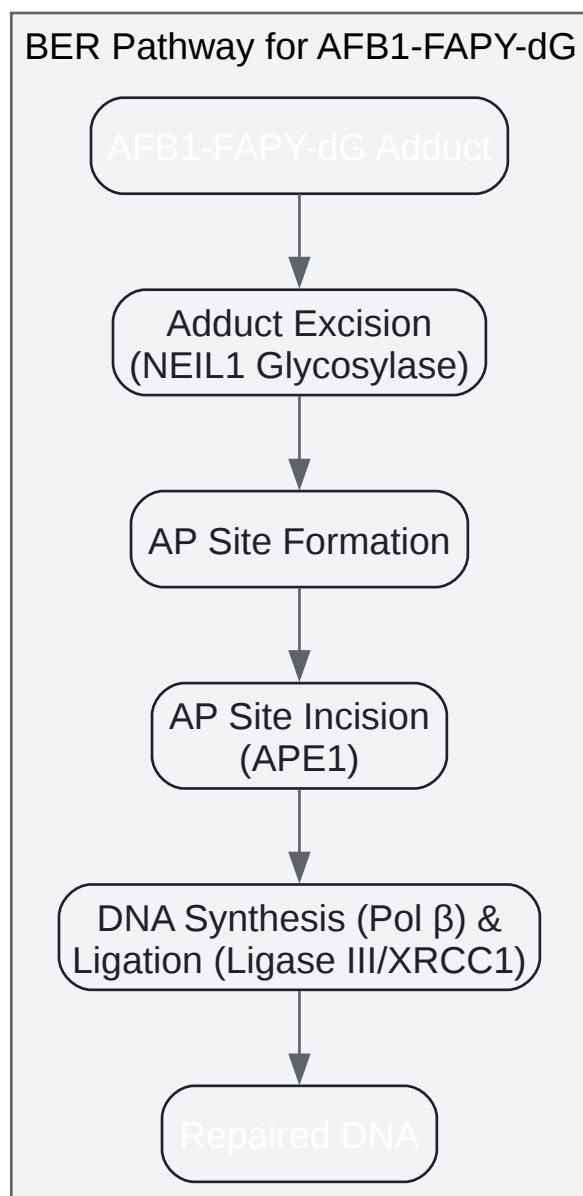 BER Pathway for AFB1-FAPY-dG
AFB1-FAPY-dG Adduct
Adduct Excision
(NEIL1 Glycosylase)
AP Site Formation
AP Site Incision
(APE1)
DNA Synthesis (Pol β) &
Ligation (Ligase III/XRCC1)
Repaired DNA